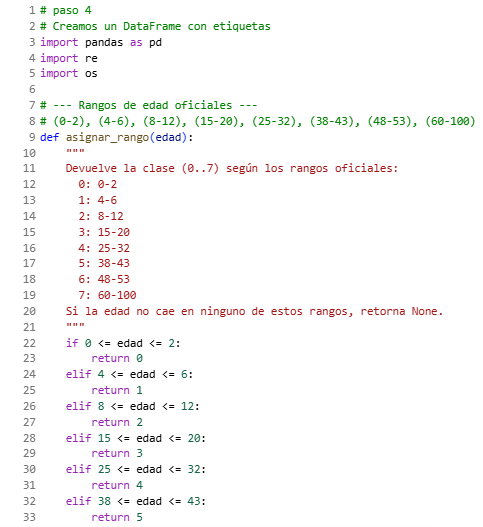 1 # paso 4
2 # Creamos un DataFrame con etiquetas
3 import pandas as pd
4 import re
5 import os
6
7 # --- Rangos de edad oficiales ---
8 # (0-2), (4-6), (8-12), (15-20), (25-32), (38-43), (48-53), (60-100)
9 def asignar_rango(edad):
10     """
11     Devuelve la clase (0..7) según los rangos oficiales:
12       0: 0-2
13       1: 4-6
14       2: 8-12
15       3: 15-20
16       4: 25-32
17       5: 38-43
18       6: 48-53
19       7: 60-100
20     Si la edad no cae en ninguno de estos rangos, retorna None.
21     """
22     if 0 <= edad <= 2:
23         return 0
24     elif 4 <= edad <= 6:
25         return 1
26     elif 8 <= edad <= 12:
27         return 2
28     elif 15 <= edad <= 20:
29         return 3
30     elif 25 <= edad <= 32:
31         return 4
32     elif 38 <= edad <= 43:
33         return 5